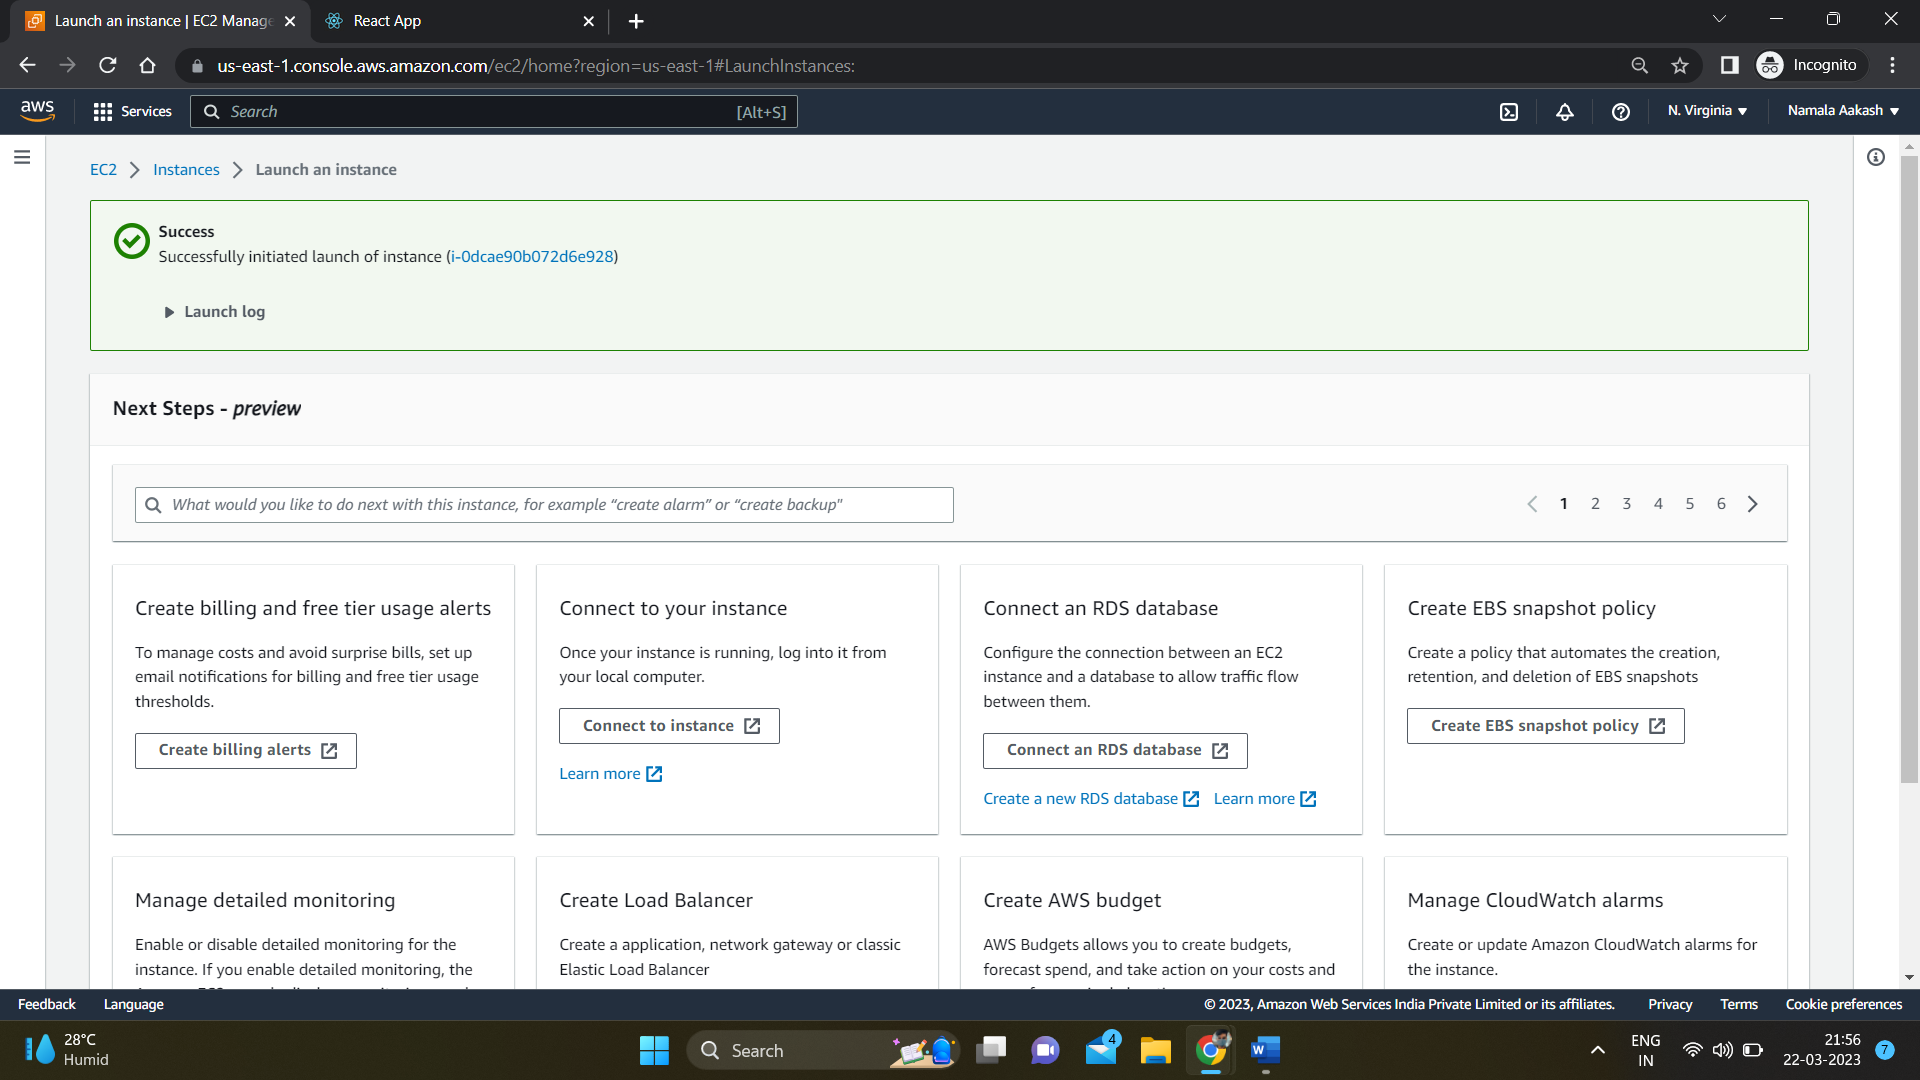 Launch an instance | EC2 Manage
React App
us-east-1.console.aws.amazon.com/ec2/home?region=us-east-1#LaunchInstances:
Incognito
aws
Services
Search
[Alt+S]
N. Virginia
Namala Aakash
EC2
Instances
Launch an instance
Success
Successfully initiated launch of instance (i-0dcae90b072d6e928)
Launch log
Next Steps - preview
What would you like to do next with this instance, for example “create alarm” or “create backup"
1 2 3 4 5 6
Create billing and free tier usage alerts
To manage costs and avoid surprise bills, set up
email notifications for billing and free tier usage
thresholds.
Create billing alerts
Connect to your instance
Once your instance is running, log into it from
your local computer.
Connect to instance
Learn more
Connect an RDS database
Configure the connection between an EC2
instance and a database to allow traffic flow
between them.
Connect an RDS database
Create a new RDS database
Learn more
Create EBS snapshot policy
Create a policy that automates the creation,
retention, and deletion of EBS snapshots
Create EBS snapshot policy
Manage detailed monitoring
Enable or disable detailed monitoring for the
instance. If you enable detailed monitoring, the
Create Load Balancer
Create a application, network gateway or classic
Elastic Load Balancer
Create AWS budget
AWS Budgets allows you to create budgets,
forecast spend, and take action on your costs and
Manage CloudWatch alarms
Create or update Amazon CloudWatch alarms for
the instance.
Feedback
Language
© 2023, Amazon Web Services India Private Limited or its affiliates.
Privacy
Terms
Cookie preferences
28°C
Humid
Search
4
W
ENG
IN
21:56
22-03-2023
7